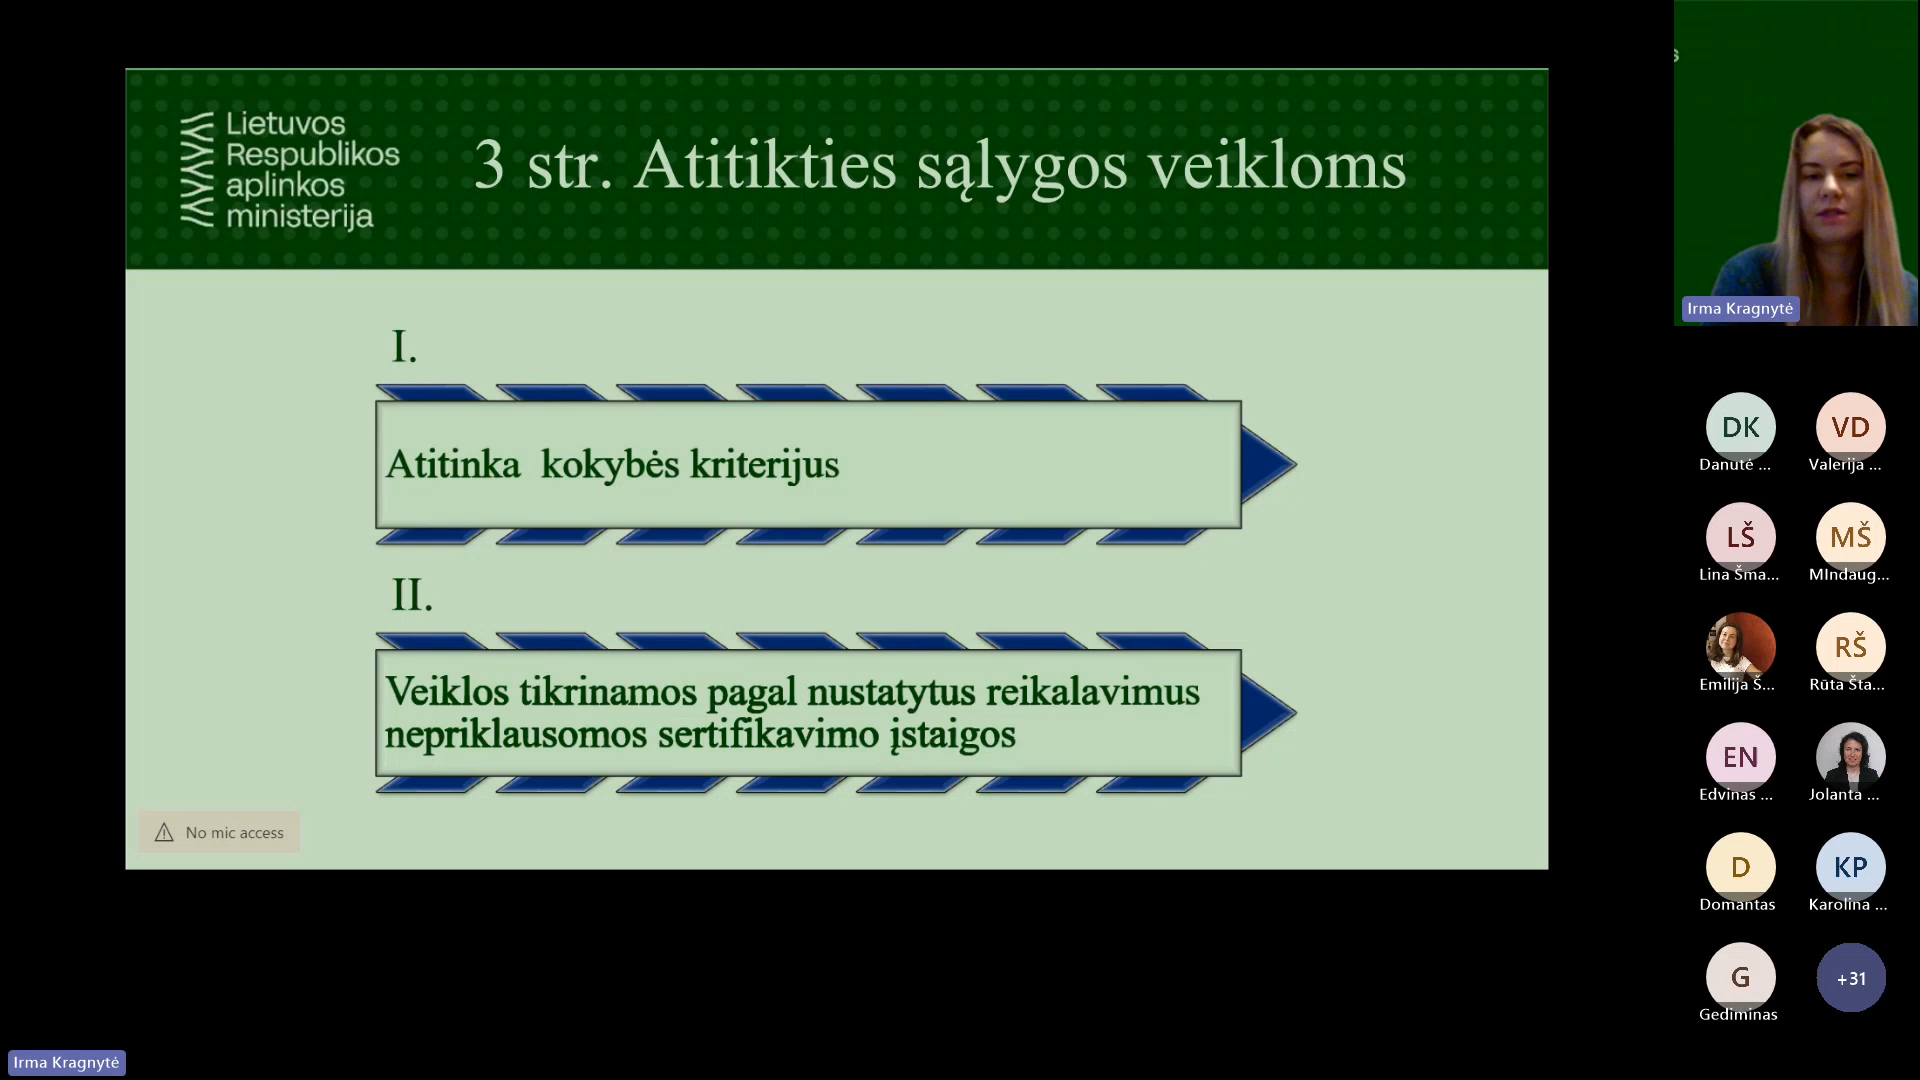 Lietuvos
Respublikos
aplinkos
ministerija
3 str. Atitikties sąlygos veikloms
I.
Atitinka kokybės kriterijus
II.
Veiklos tikrinamos pagal nustatytus reikalavimus
nepriklausomos sertifikavimo įstaigos
No mic access
s
Irma Kragnytė
DK
Danutė ...
VD
Valerija ...
LŠ
Lina Šma...
MŠ
MIndaug...
Emilija Š...
RŠ
Rūta Šta...
EN
Edvinas ...
Jolanta ...
D
Domantas
KP
Karolina ...
G
Gediminas
+31
Irma Kragnytė